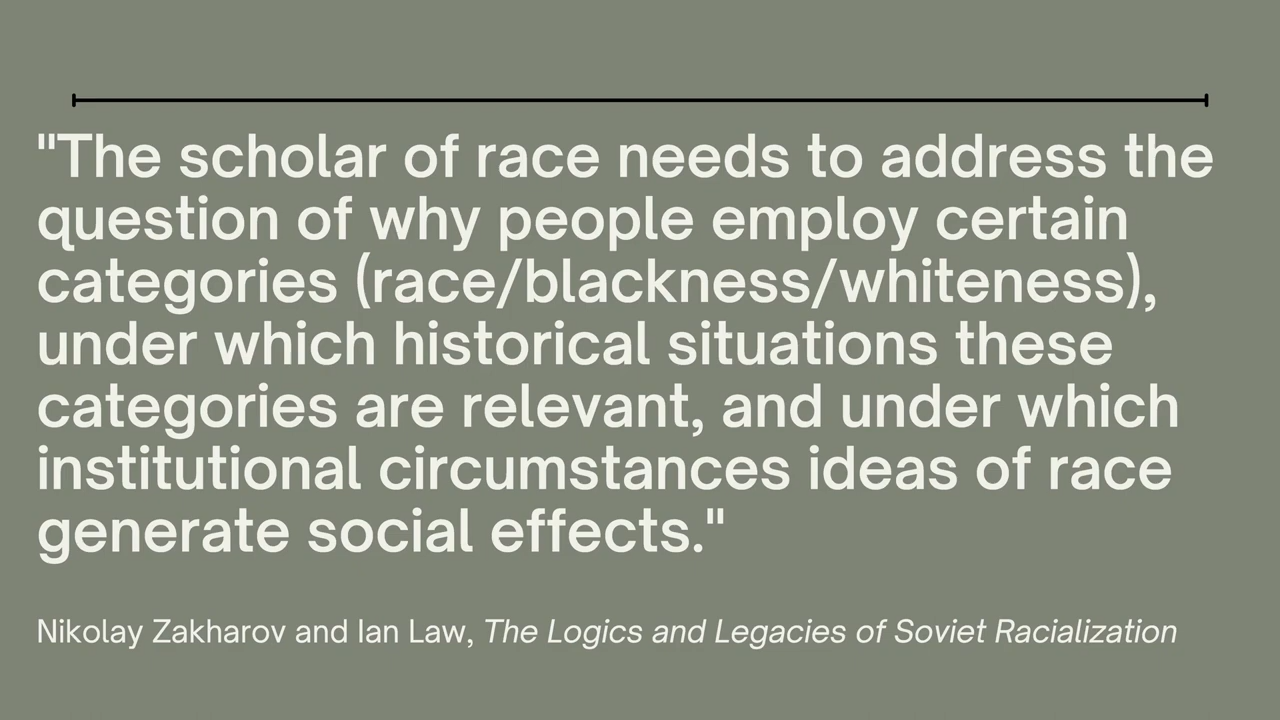 "The scholar of race needs to address the
question of why people employ certain
categories (race/blackness/whiteness),
under which historical situations these
categories are relevant, and under which
institutional circumstances ideas of race
generate social effects."
Nikolay Zakharov and Ian Law, The Logics and Legacies of Soviet Racialization